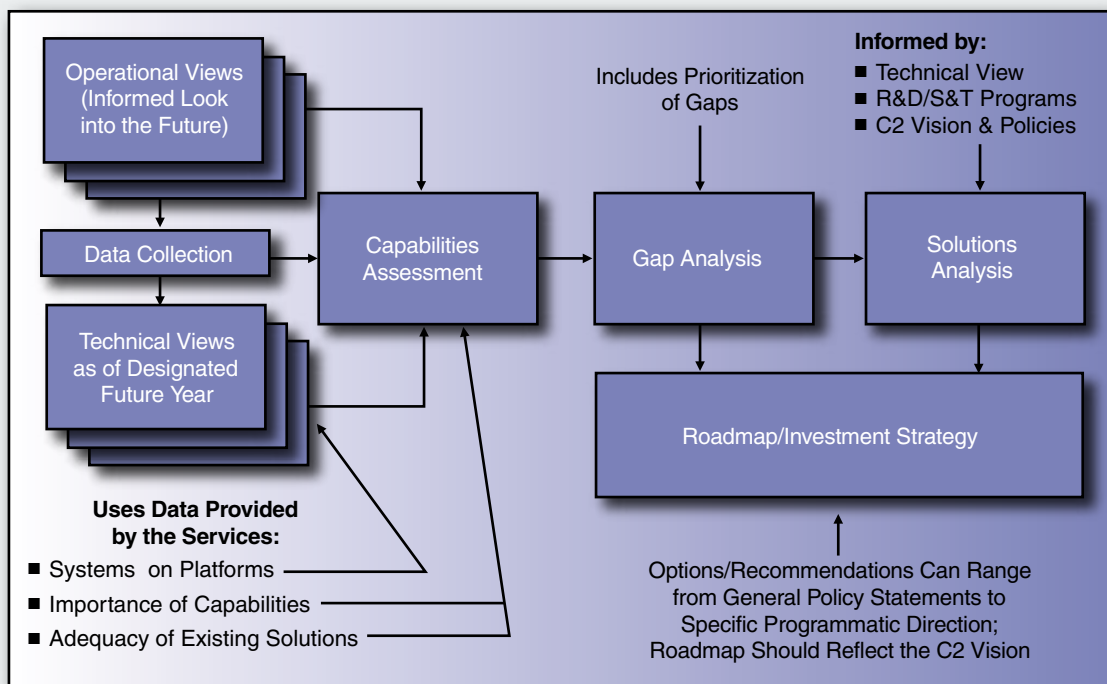 Operational Views
(Informed Look
into the Future)
Data Collection
Technical Views
as of Designated
Future Year
Uses Data Provided
by the Services:
■ Systems on Platforms
■ Importance of Capabilities
■ Adequacy of Existing Solutions
Capabilities
Assessment
Includes Prioritization
of Gaps
Gap Analysis
Informed by:
■ Technical View
■ R&D/S&T Programs
■ C2 Vision & Policies
Solutions
Analysis
Roadmap/Investment Strategy
Options/Recommendations Can Range
from General Policy Statements to
Specific Programmatic Direction;
Roadmap Should Reflect the C2 Vision